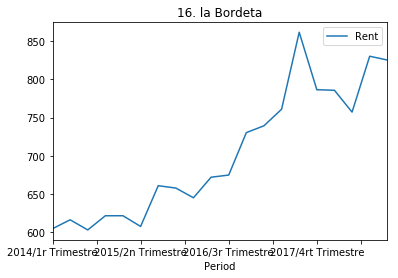 16. la Bordeta
Rent
850
800
750
700
650
600
2014/1r Trimestre
2015/2n Trimestre
2016/3r Trimestre
2017/4rt Trimestre
Period